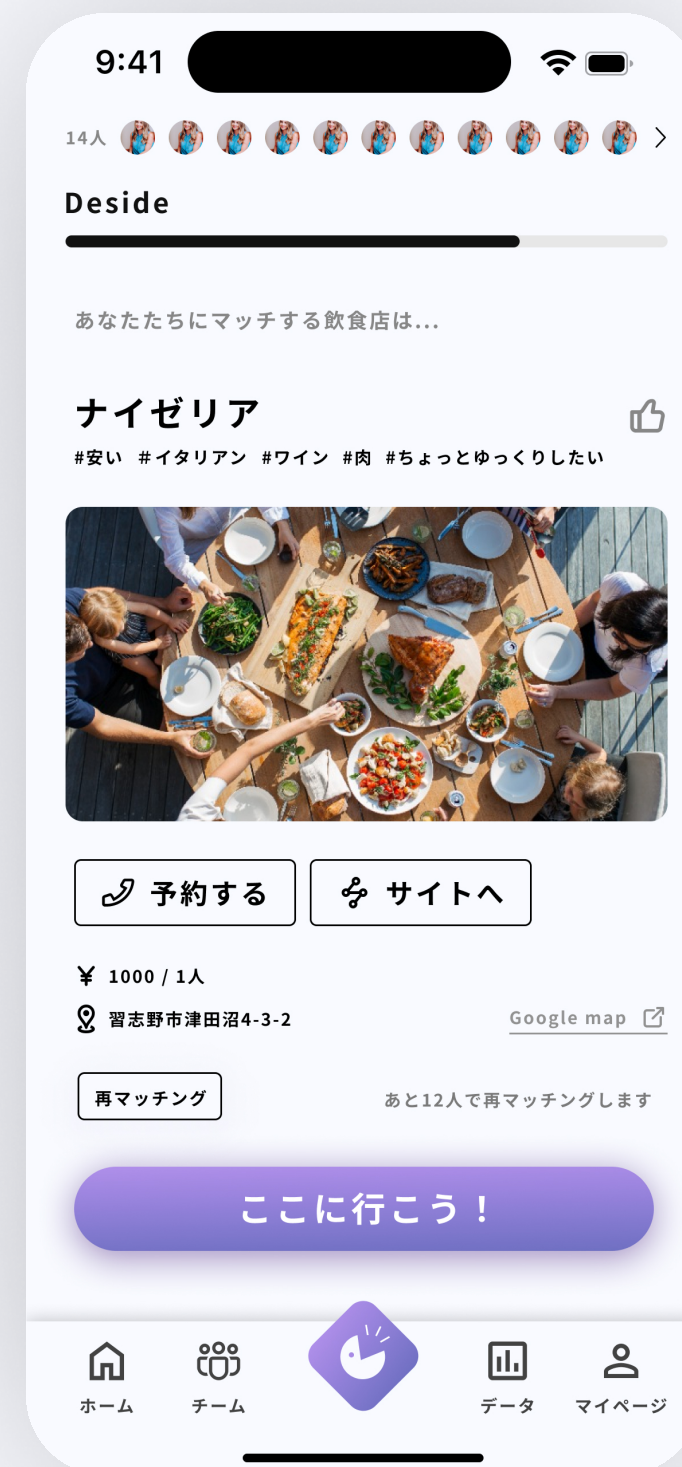 9:41
14人
Deside
あなたたちにマッチする飲食店は...
ナイゼリア
#安い #イタリアン #ワイン #肉 #ちょっとゆっくりしたい
予約する サイトへ
¥ 1000 / 1人
習志野市津田沼4-3-2 Google map
再マッチング あと12人で再マッチングします
ここに行こう！
ホーム チーム データ マイページ